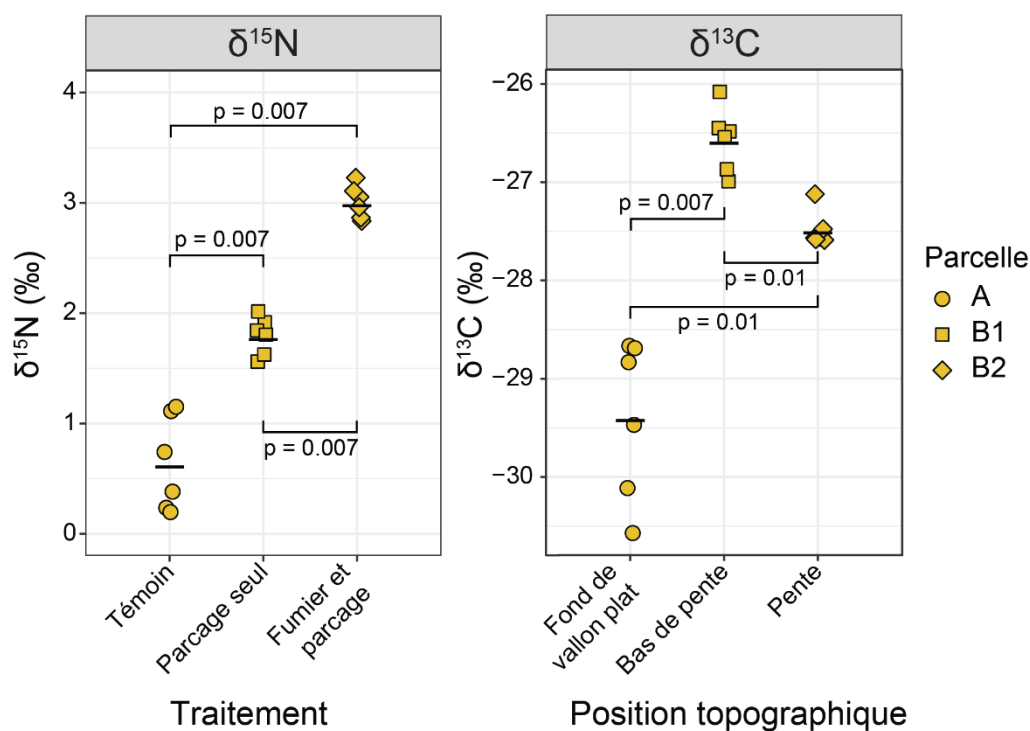 δ¹⁵N
δ¹⁵N (‰)
4
3
2
1
0
p = 0.007
p = 0.007
p = 0.007
Témoin
Parcage seul
Fumier et
parcage
Traitement
δ¹³C
δ¹³C (‰)
−26
−27
−28
−29
−30
p = 0.007
p = 0.01
p = 0.01
Fond de
vallon plat
Bas de pente
Pente
Position topographique
Parcelle
A
B1
B2